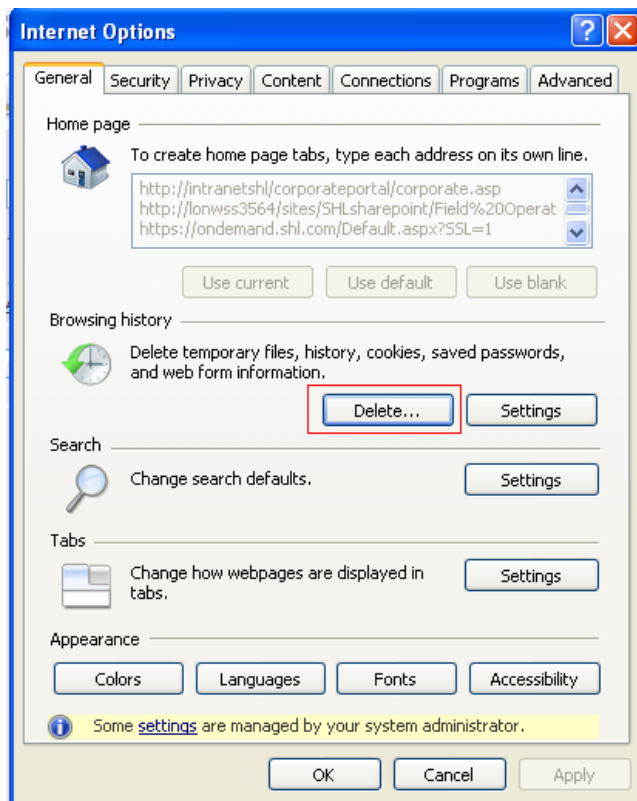 Internet Options
General Security Privacy Content Connections Programs Advanced
Home page
To create home page tabs, type each address on its own line.
http://intranetshl/corporateportal/corporate.asp
http://lonwss3564/sites/SHLsharepoint/Field%20Operat
https://ondemand.shl.com/Default.aspx?SSL=1
Use current Use default Use blank
Browsing history
Delete temporary files, history, cookies, saved passwords,
and web form information.
Delete... Settings
Search
Change search defaults. Settings
Tabs
Change how webpages are displayed in
tabs.
Settings
Appearance
Colors Languages Fonts Accessibility
Some settings are managed by your system administrator.
OK Cancel Apply